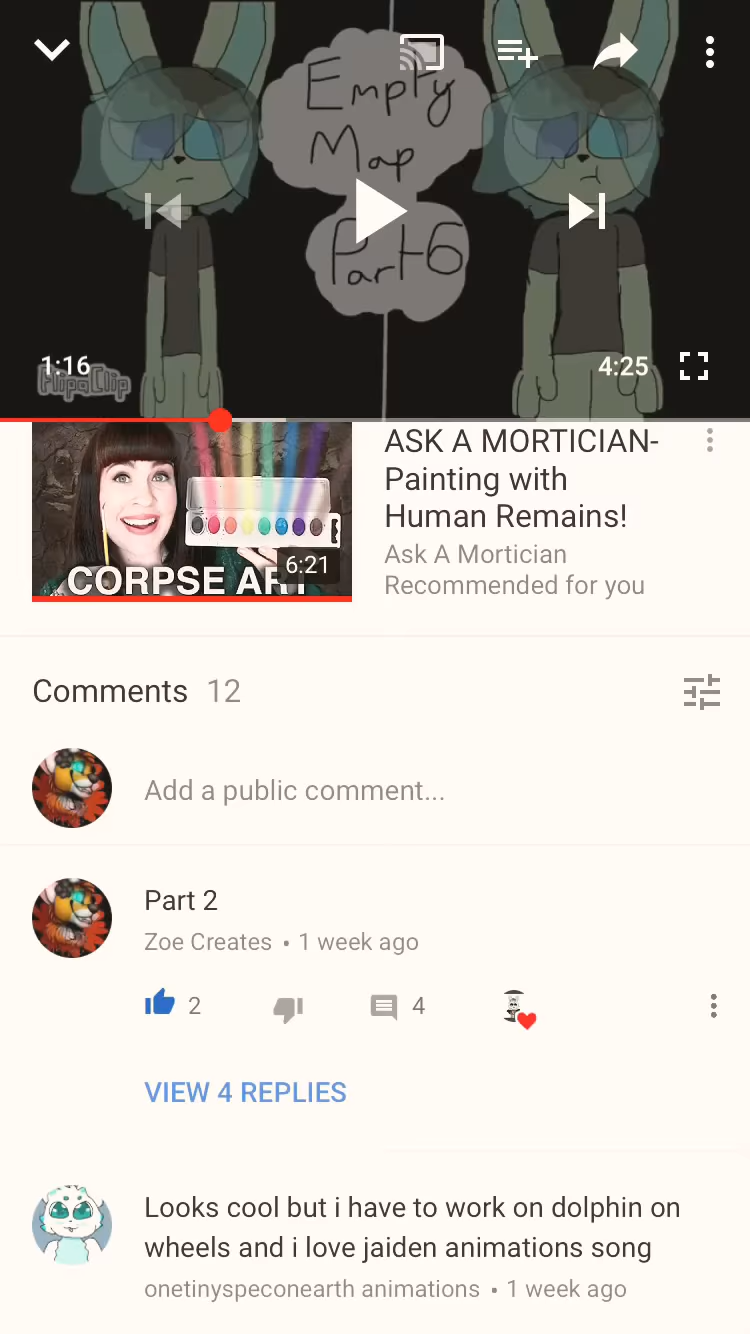 Empty
Map
Part 6
1:16
4:25
FlipaClip
ASK A MORTICIAN-
Painting with
Human Remains!
6:21
CORPSE ART
Ask A Mortician
Recommended for you
Comments 12
Add a public comment...
Part 2
Zoe Creates • 1 week ago
2
4
VIEW 4 REPLIES
Looks cool but i have to work on dolphin on
wheels and i love jaiden animations song
onetinyspeconearth animations • 1 week ago